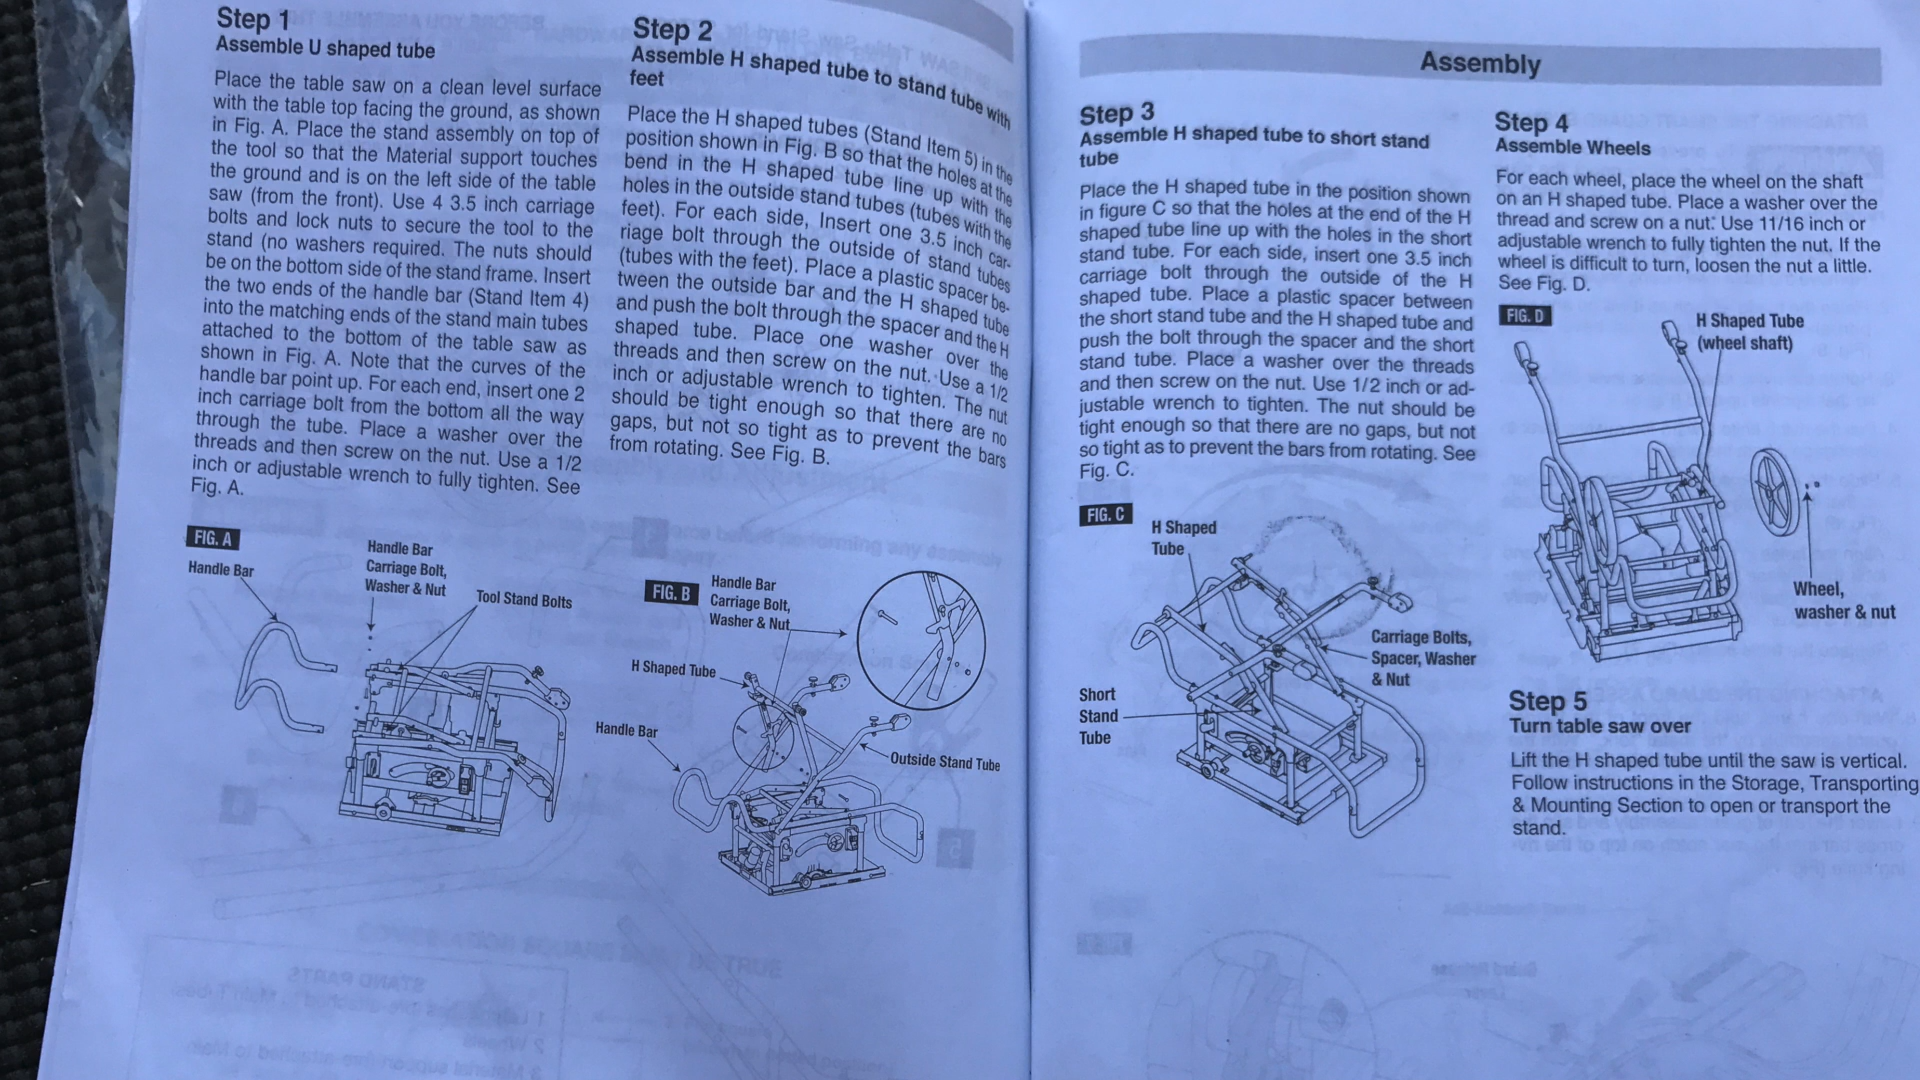 Step 1
Assemble U shaped tube
Place the table saw on a clean level surface
with the table top facing the ground, as shown
in Fig. A. Place the stand assembly on top of
the tool so that the Material support touches
the ground and is on the left side of the table
saw (from the front). Use 4 3.5 inch carriage
bolts and lock nuts to secure the tool to the
stand (no washers required. The nuts should
be on the bottom side of the stand frame. Insert
the two ends of the handle bar (Stand Item 4)
into the matching ends of the stand main tubes
attached to the bottom of the table saw as
shown in Fig. A. Note that the curves of the
handle bar point up. For each end, insert one 2
inch carriage bolt from the bottom all the way
through the tube. Place a washer over the
threads and then screw on the nut. Use a 1/2
inch or adjustable wrench to fully tighten. See
Fig. A.
FIG. A
Handle Bar
Handle Bar
Carriage Bolt,
Washer & Nut
Tool Stand Bolts
Step 2
Assemble H shaped tube to stand tube with
feet
Place the H shaped tubes (Stand Item 5) in the
position shown in Fig. B so that the holes at the
bend in the H shaped tube line up with the
holes in the outside stand tubes (tubes with the
feet). For each side, Insert one 3.5 inch car-
riage bolt through the outside of stand tubes
(tubes with the feet). Place a plastic spacer be-
tween the outside bar and the H shaped tube
and push the bolt through the spacer and the H
shaped tube. Place one washer over the
threads and then screw on the nut. Use a 1/2
inch or adjustable wrench to tighten. The nut
should be tight enough so that there are no
gaps, but not so tight as to prevent the bars
from rotating. See Fig. B.
FIG. B
Handle Bar
Carriage Bolt,
Washer & Nut
H Shaped Tube
Handle Bar
Outside Stand Tube
Assembly
Step 3
Assemble H shaped tube to short stand
tube
Place the H shaped tube in the position shown
in figure C so that the holes at the end of the H
shaped tube line up with the holes in the short
stand tube. For each side, insert one 3.5 inch
carriage bolt through the outside of the H
shaped tube. Place a plastic spacer between
the short stand tube and the H shaped tube and
push the bolt through the spacer and the short
stand tube. Place a washer over the threads
and then screw on the nut. Use 1/2 inch or ad-
justable wrench to tighten. The nut should be
tight enough so that there are no gaps, but not
so tight as to prevent the bars from rotating. See
Fig. C.
FIG. C
H Shaped
Tube
Carriage Bolts,
Spacer, Washer
& Nut
Short
Stand
Tube
Step 4
Assemble Wheels
For each wheel, place the wheel on the shaft
on an H shaped tube. Place a washer over the
thread and screw on a nut. Use 11/16 inch or
adjustable wrench to fully tighten the nut. If the
wheel is difficult to turn, loosen the nut a little.
See Fig. D.
FIG. D
H Shaped Tube
(wheel shaft)
Wheel,
washer & nut
Step 5
Turn table saw over
Lift the H shaped tube until the saw is vertical.
Follow instructions in the Storage, Transporting
& Mounting Section to open or transport the
stand.